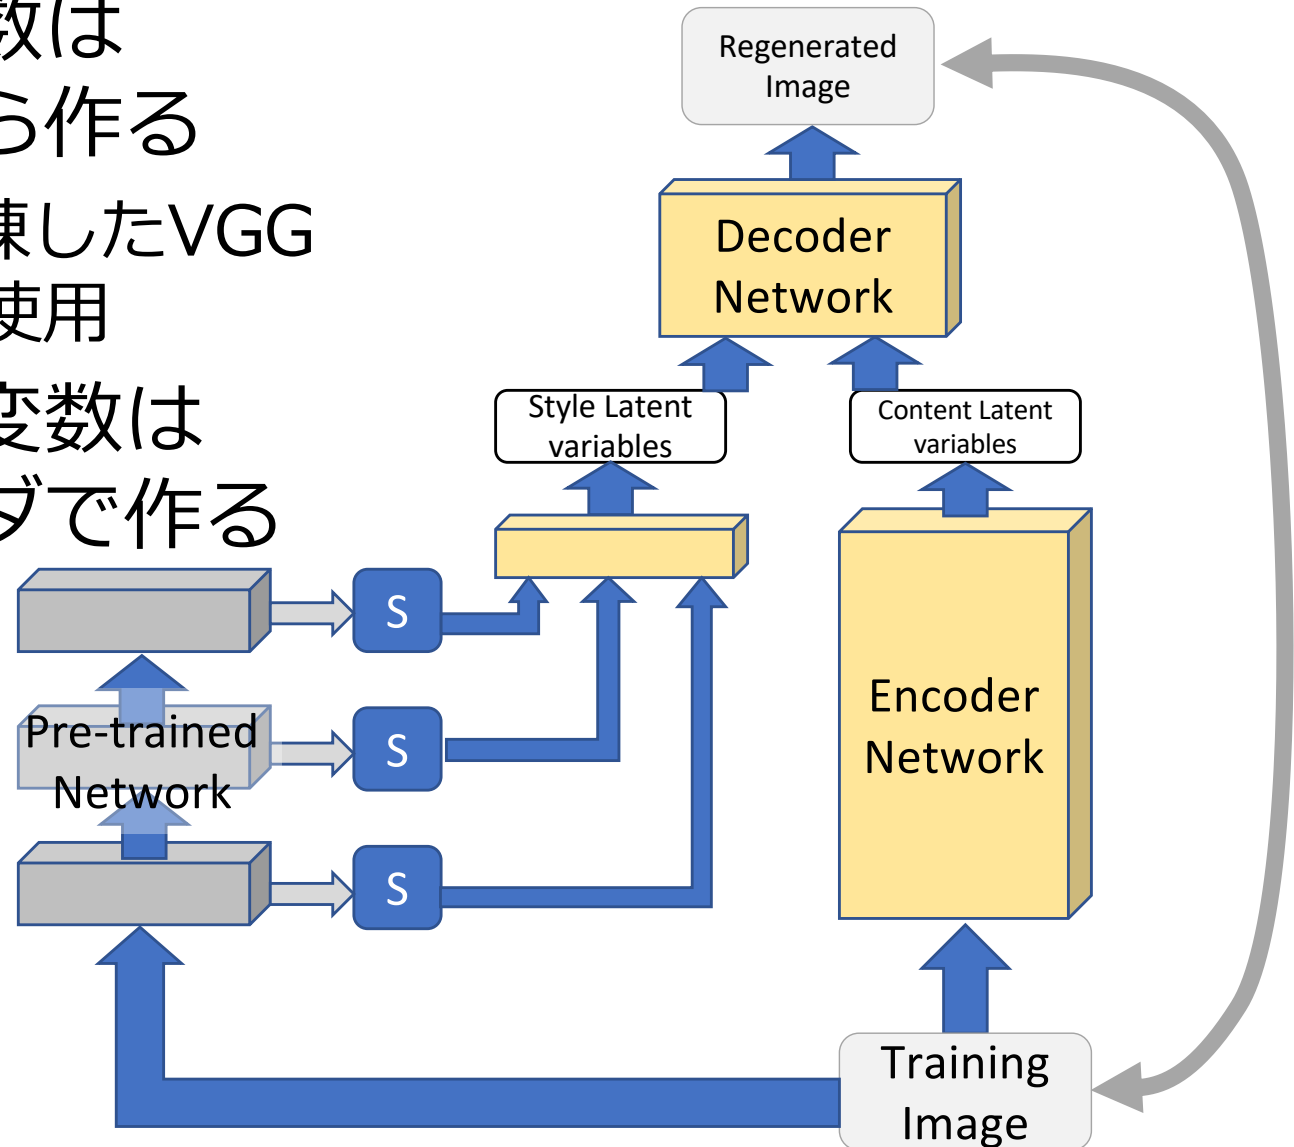 数は
ら作る
練したVGG
使用
変数は
ダで作る
Regenerated
Image
Decoder
Network
Style Latent
variables
Content Latent
variables
S
Pre-trained
Network
S
S
Encoder
Network
Training
Image